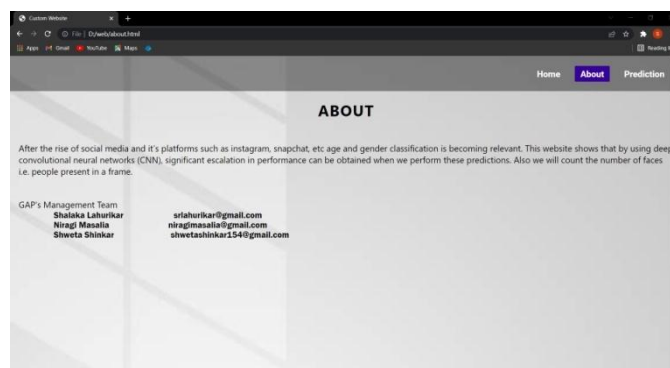 Custom Website
File | D:/web/about.html
Apps
Gmail
YouTube
Maps
Reading
Home
About
Prediction
ABOUT
After the rise of social media and it's platforms such as instagram, snapchat, etc age and gender classification is becoming relevant. This website shows that by using deep
convolutional neural networks (CNN), significant escalation in performance can be obtained when we perform these predictions. Also we will count the number of faces
i.e. people present in a frame.
GAP's Management Team
Shalaka Lahurikar srlahurikar@gmail.com
Niragi Masalia niragimasalia@gmail.com
Shweta Shinkar shwetashinkar154@gmail.com